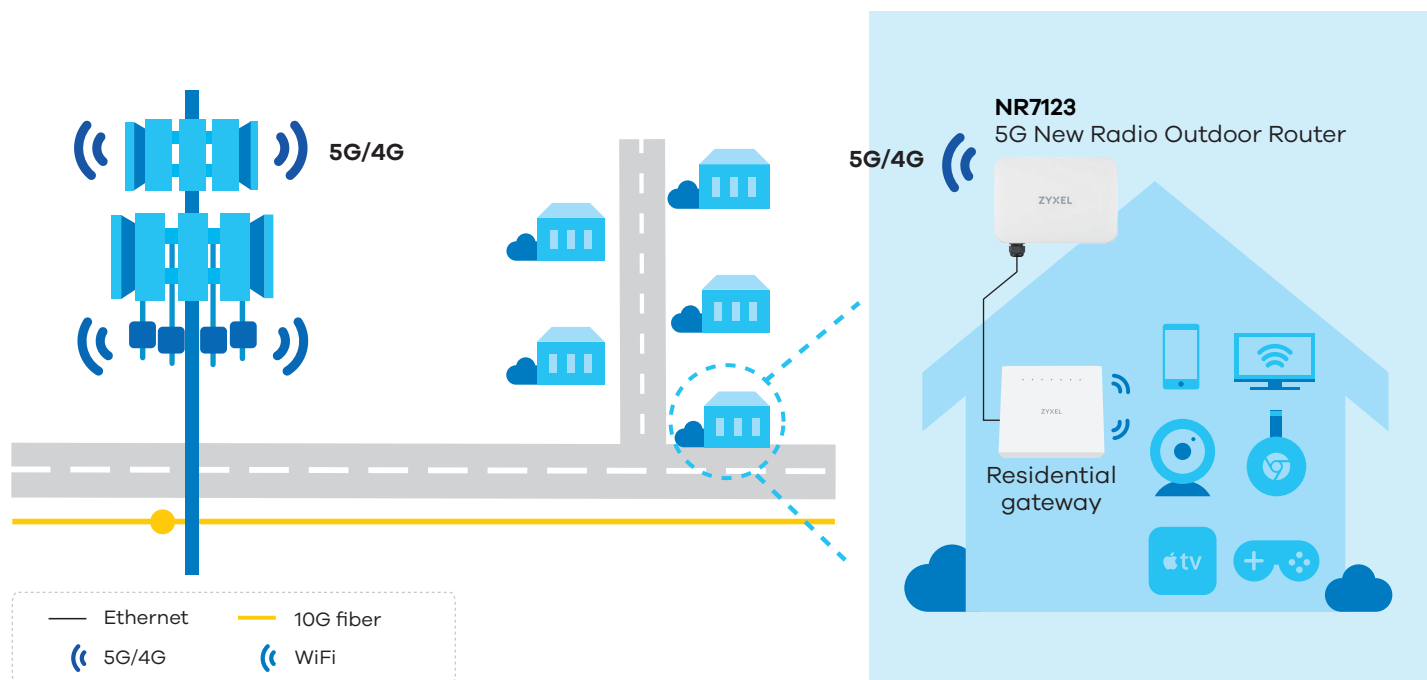 5G/4G
NR7123
5G New Radio Outdoor Router
5G/4G
ZYXEL
ZYXEL
Residential
gateway
tv
Ethernet
10G fiber
5G/4G
WiFi